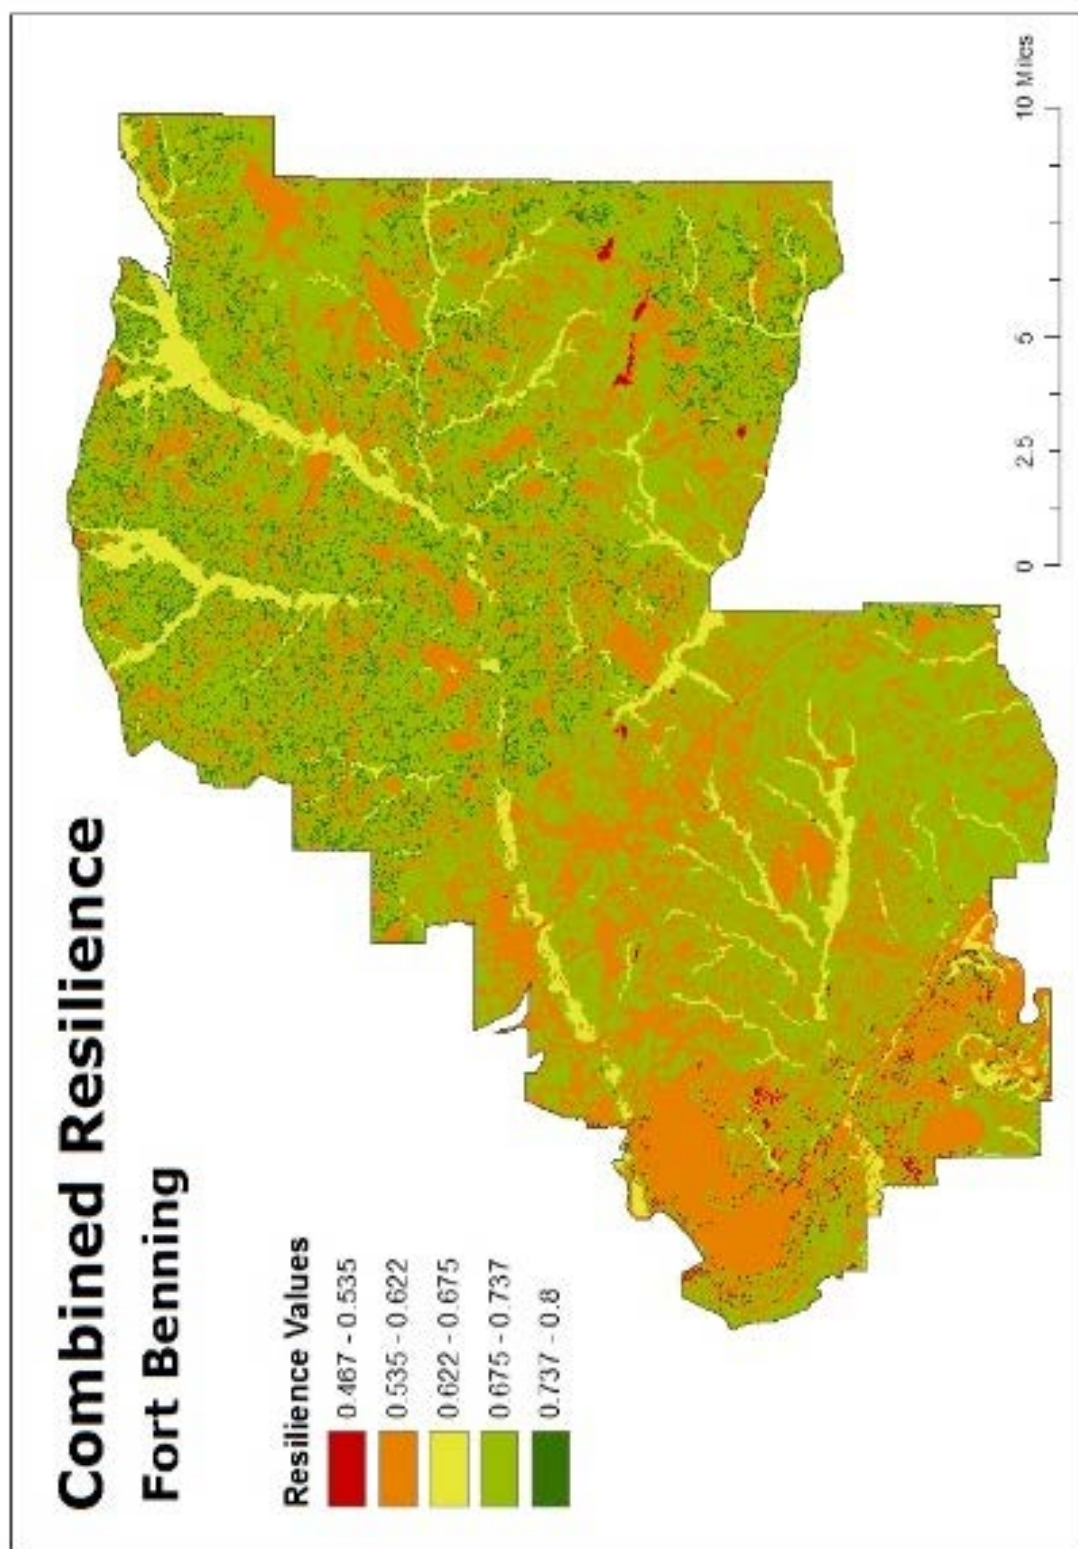 Combined Resilience
Fort Benning
Resilience Values
0.467 - 0.535
0.535 - 0.622
0.622 - 0.675
0.675 - 0.737
0.737 - 0.8
0 2.5 5 10 Miles